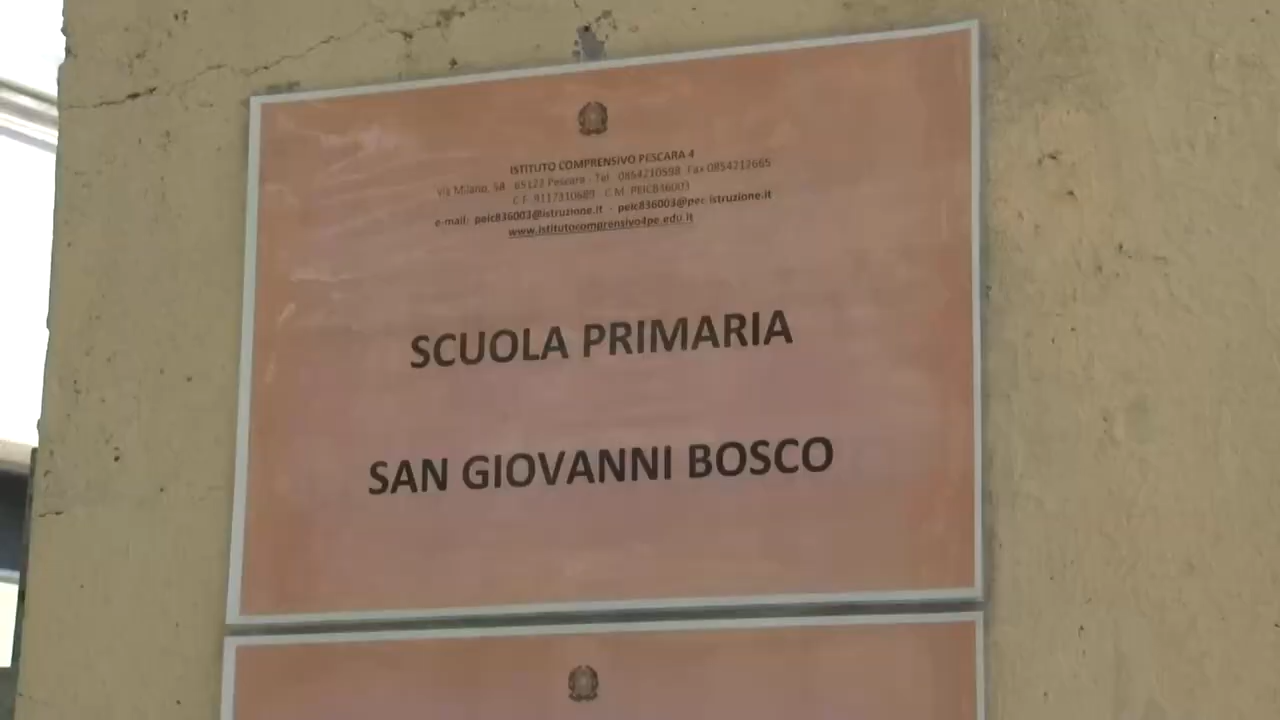 ISTITUTO COMPRENSIVO PESCARA 4
via Milano, 58 65122 Pescara - Tel. 0854210598 Fax 0854212665
C.F. 9117310689 C.M. PEIC836003
e-mail: peic836003@istruzione.it - peic836003@pec.istruzione.it
www.istitutocomprensivo4pe.edu.it
SCUOLA PRIMARIA
SAN GIOVANNI BOSCO